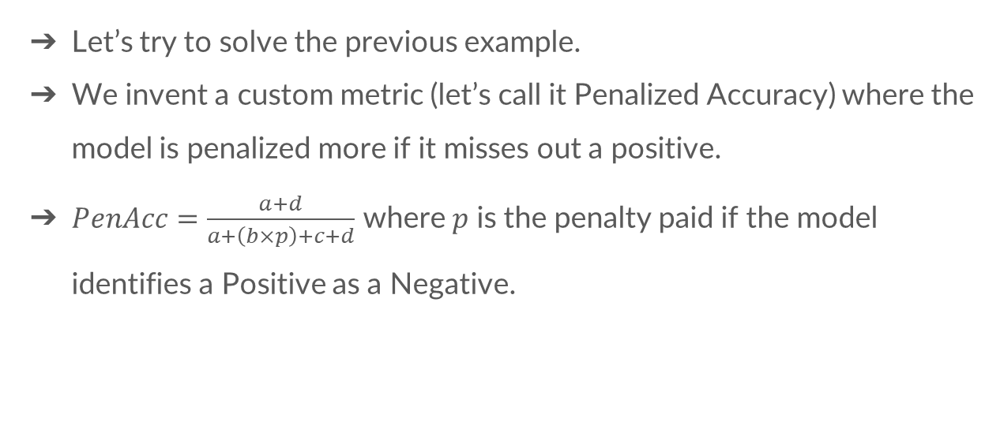 ➔ Let’s try to solve the previous example.
➔ We invent a custom metric (let’s call it Penalized Accuracy) where the
model is penalized more if it misses out a positive.
➔ PenAcc = \frac{a+d}{a+(b×p)+c+d} where p is the penalty paid if the model
identifies a Positive as a Negative.